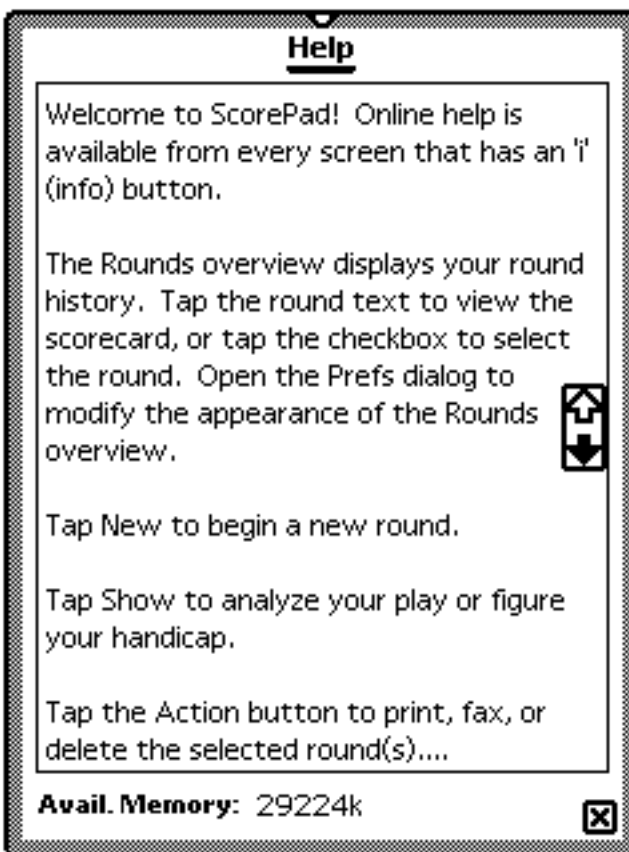 Help
Welcome to ScorePad!  Online help is
available from every screen that has an 'i'
(info) button.
The Rounds overview displays your round
history.  Tap the round text to view the
scorecard, or tap the checkbox to select
the round.  Open the Prefs dialog to
modify the appearance of the Rounds
overview.
Tap New to begin a new round.
Tap Show to analyze your play or figure
your handicap.
Tap the Action button to print, fax, or
delete the selected round(s)....
Avail. Memory:  29224k